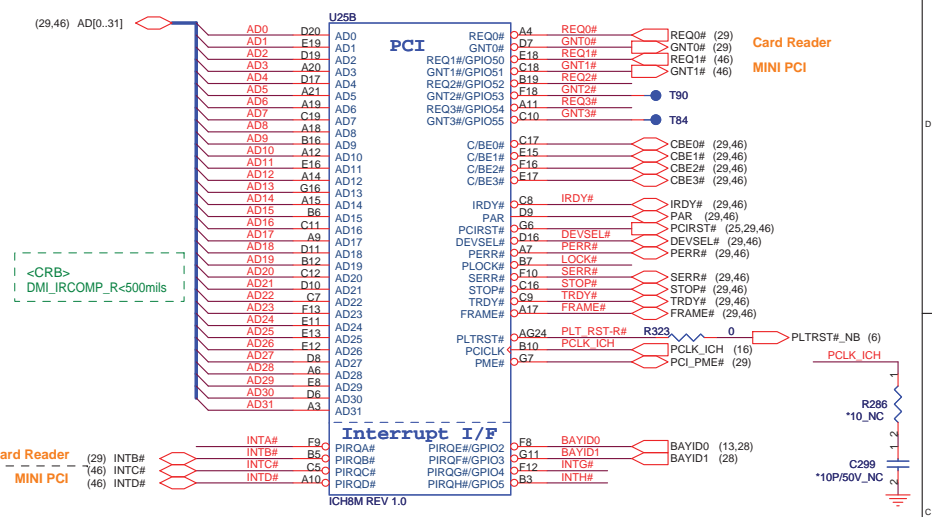 U25B
(29,46) AD[0..31]
PCI
AD0 D20 AD0
AD1 E19 AD1
AD2 D19 AD2
AD3 A20 AD3
AD4 D17 AD4
AD5 A21 AD5
AD6 A19 AD6
AD7 C19 AD7
AD8 A18 AD8
AD9 B16 AD9
AD10 A12 AD10
AD11 E16 AD11
AD12 A14 AD12
AD13 G16 AD13
AD14 A15 AD14
AD15 B6 AD15
AD16 C11 AD16
AD17 A9 AD17
AD18 D11 AD18
AD19 B12 AD19
AD20 C12 AD20
AD21 D10 AD21
AD22 C7 AD22
AD23 F13 AD23
AD24 E11 AD24
AD25 E13 AD25
AD26 E12 AD26
AD27 D8 AD27
AD28 A6 AD28
AD29 E8 AD29
AD30 D6 AD30
AD31 A3 AD31
REQ0# A4 REQ0# REQ0# (29)
GNT0# D7 GNT0# GNT0# (29)
REQ1#/GPIO50 E18 REQ1# REQ1# (46)
GNT1#/GPIO51 C18 GNT1# GNT1# (46)
REQ2#/GPIO52 B19 REQ2#
GNT2#/GPIO53 F18 GNT2# T90
REQ3#/GPIO54 A11 REQ3#
GNT3#/GPIO55 C10 GNT3# T84
Card Reader
MINI PCI
C/BE0# C17 CBE0# (29,46)
C/BE1# E15 CBE1# (29,46)
C/BE2# F16 CBE2# (29,46)
C/BE3# E17 CBE3# (29,46)
IRDY# C8 IRDY# IRDY# (29,46)
PAR D9 PAR (29,46)
PCIRST# G6 PCIRST# (25,29,46)
DEVSEL# D16 DEVSEL# DEVSEL# (29,46)
PERR# A7 PERR# PERR# (29,46)
PLOCK# B7 LOCK#
SERR# F10 SERR# SERR# (29,46)
STOP# C16 STOP# STOP# (29,46)
TRDY# C9 TRDY# TRDY# (29,46)
FRAME# A17 FRAME# FRAME# (29,46)
PLTRST# AG24 PLT_RST-R# R323 0 PLTRST#_NB (6)
PCICLK B10 PCLK_ICH PCLK_ICH (16)
PME# G7 PCI_PME# (29)
<CRB>
DMI_IRCOMP_R<500mils
PCLK_ICH
1
R286
*10_NC
2
1
C299
*10P/50V_NC
2
Interrupt I/F
INTA# F9 PIRQA#
ard Reader (29) INTB# INTB# B5 PIRQB#
MINI PCI (46) INTC# INTC# C5 PIRQC#
(46) INTD# INTD# A10 PIRQD#
PIRQE#/GPIO2 F8 BAYID0 BAYID0 (13,28)
PIRQF#/GPIO3 G11 BAYID1 BAYID1 (28)
PIRQG#/GPIO4 F12 INTG#
PIRQH#/GPIO5 B3 INTH#
ICH8M REV 1.0
D
C